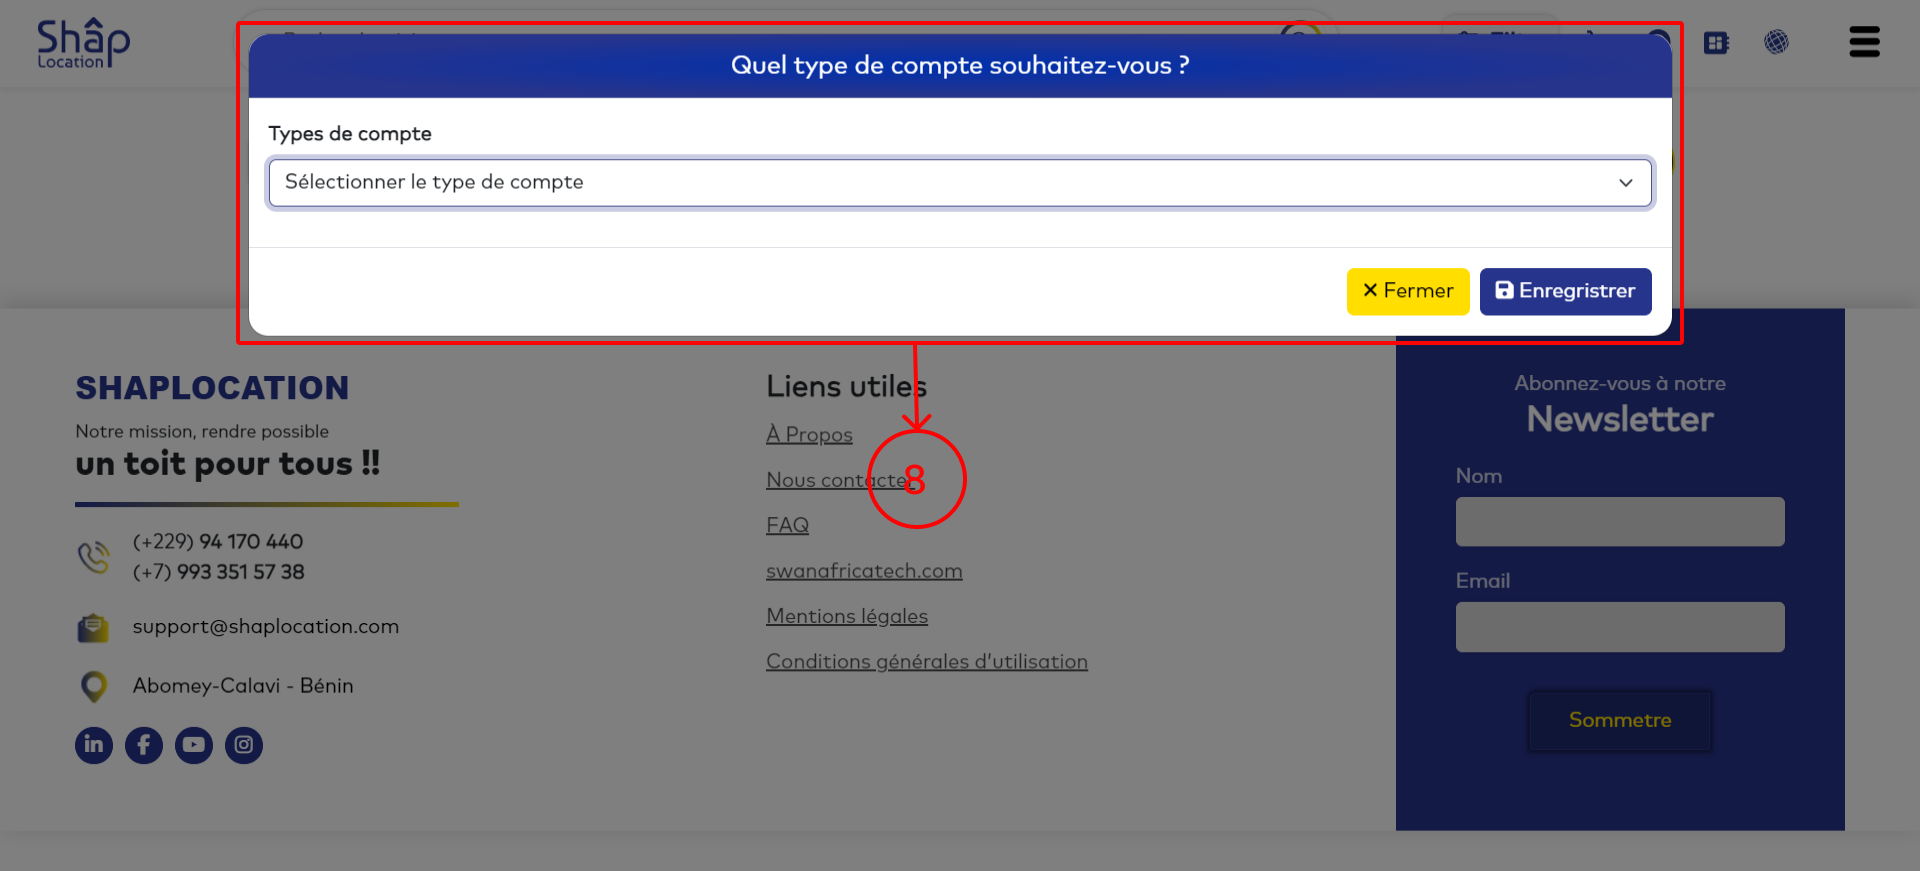 Shâp
Location
Quel type de compte souhaitez-vous ?
Types de compte
Sélectionner le type de compte
Fermer
Enregristrer
SHAPLOCATION
Notre mission, rendre possible
un toit pour tous !!
(+229) 94 170 440
(+7) 993 351 57 38
support@shaplocation.com
Abomey-Calavi - Bénin
Liens utiles
À Propos
Nous contacter
8
FAQ
swanafricatech.com
Mentions légales
Conditions générales d'utilisation
Abonnez-vous à notre
Newsletter
Nom
Email
Sommetre